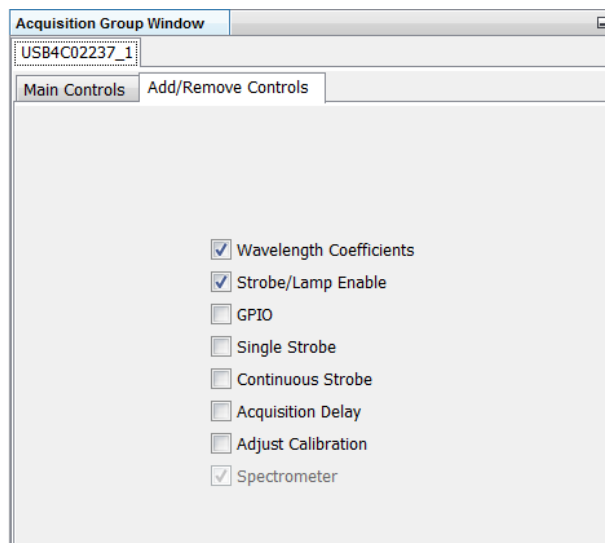 Acquisition Group Window
USB4C02237_1
Main Controls
Add/Remove Controls
Wavelength Coefficients
Strobe/Lamp Enable
GPIO
Single Strobe
Continuous Strobe
Acquisition Delay
Adjust Calibration
Spectrometer